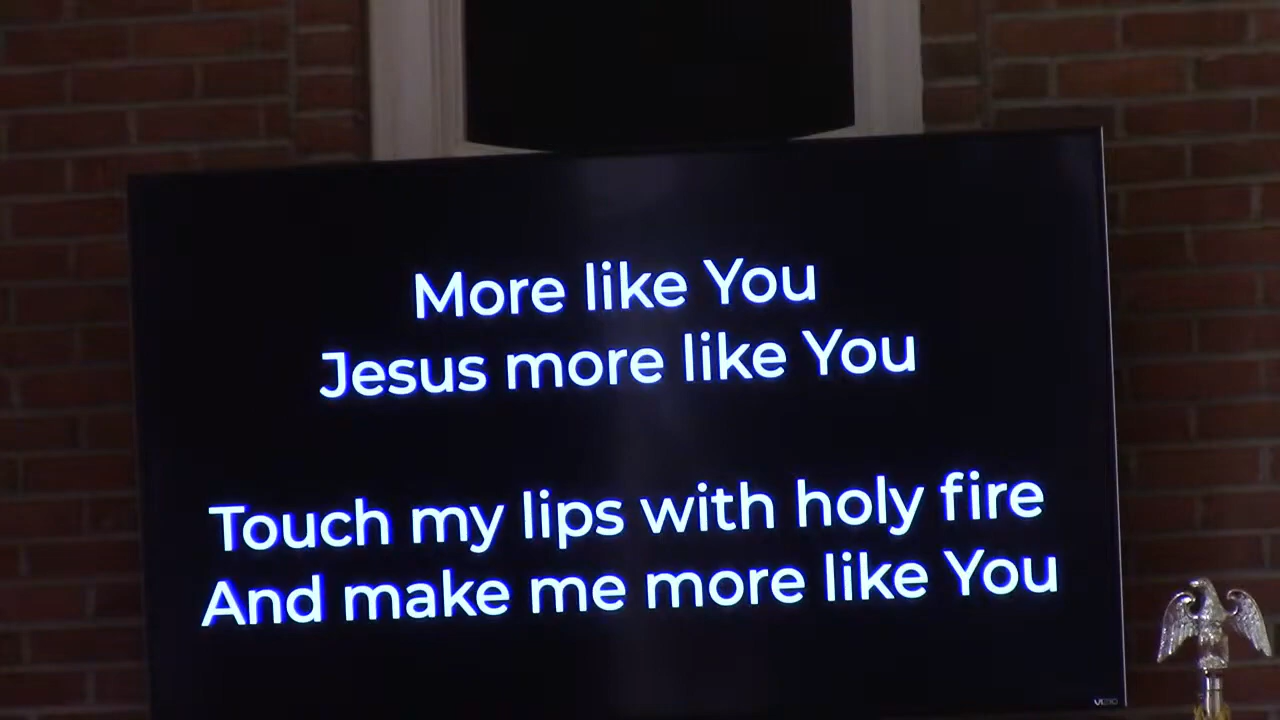 More like You
Jesus more like You
Touch my lips with holy fire
And make me more like You
VIZIO